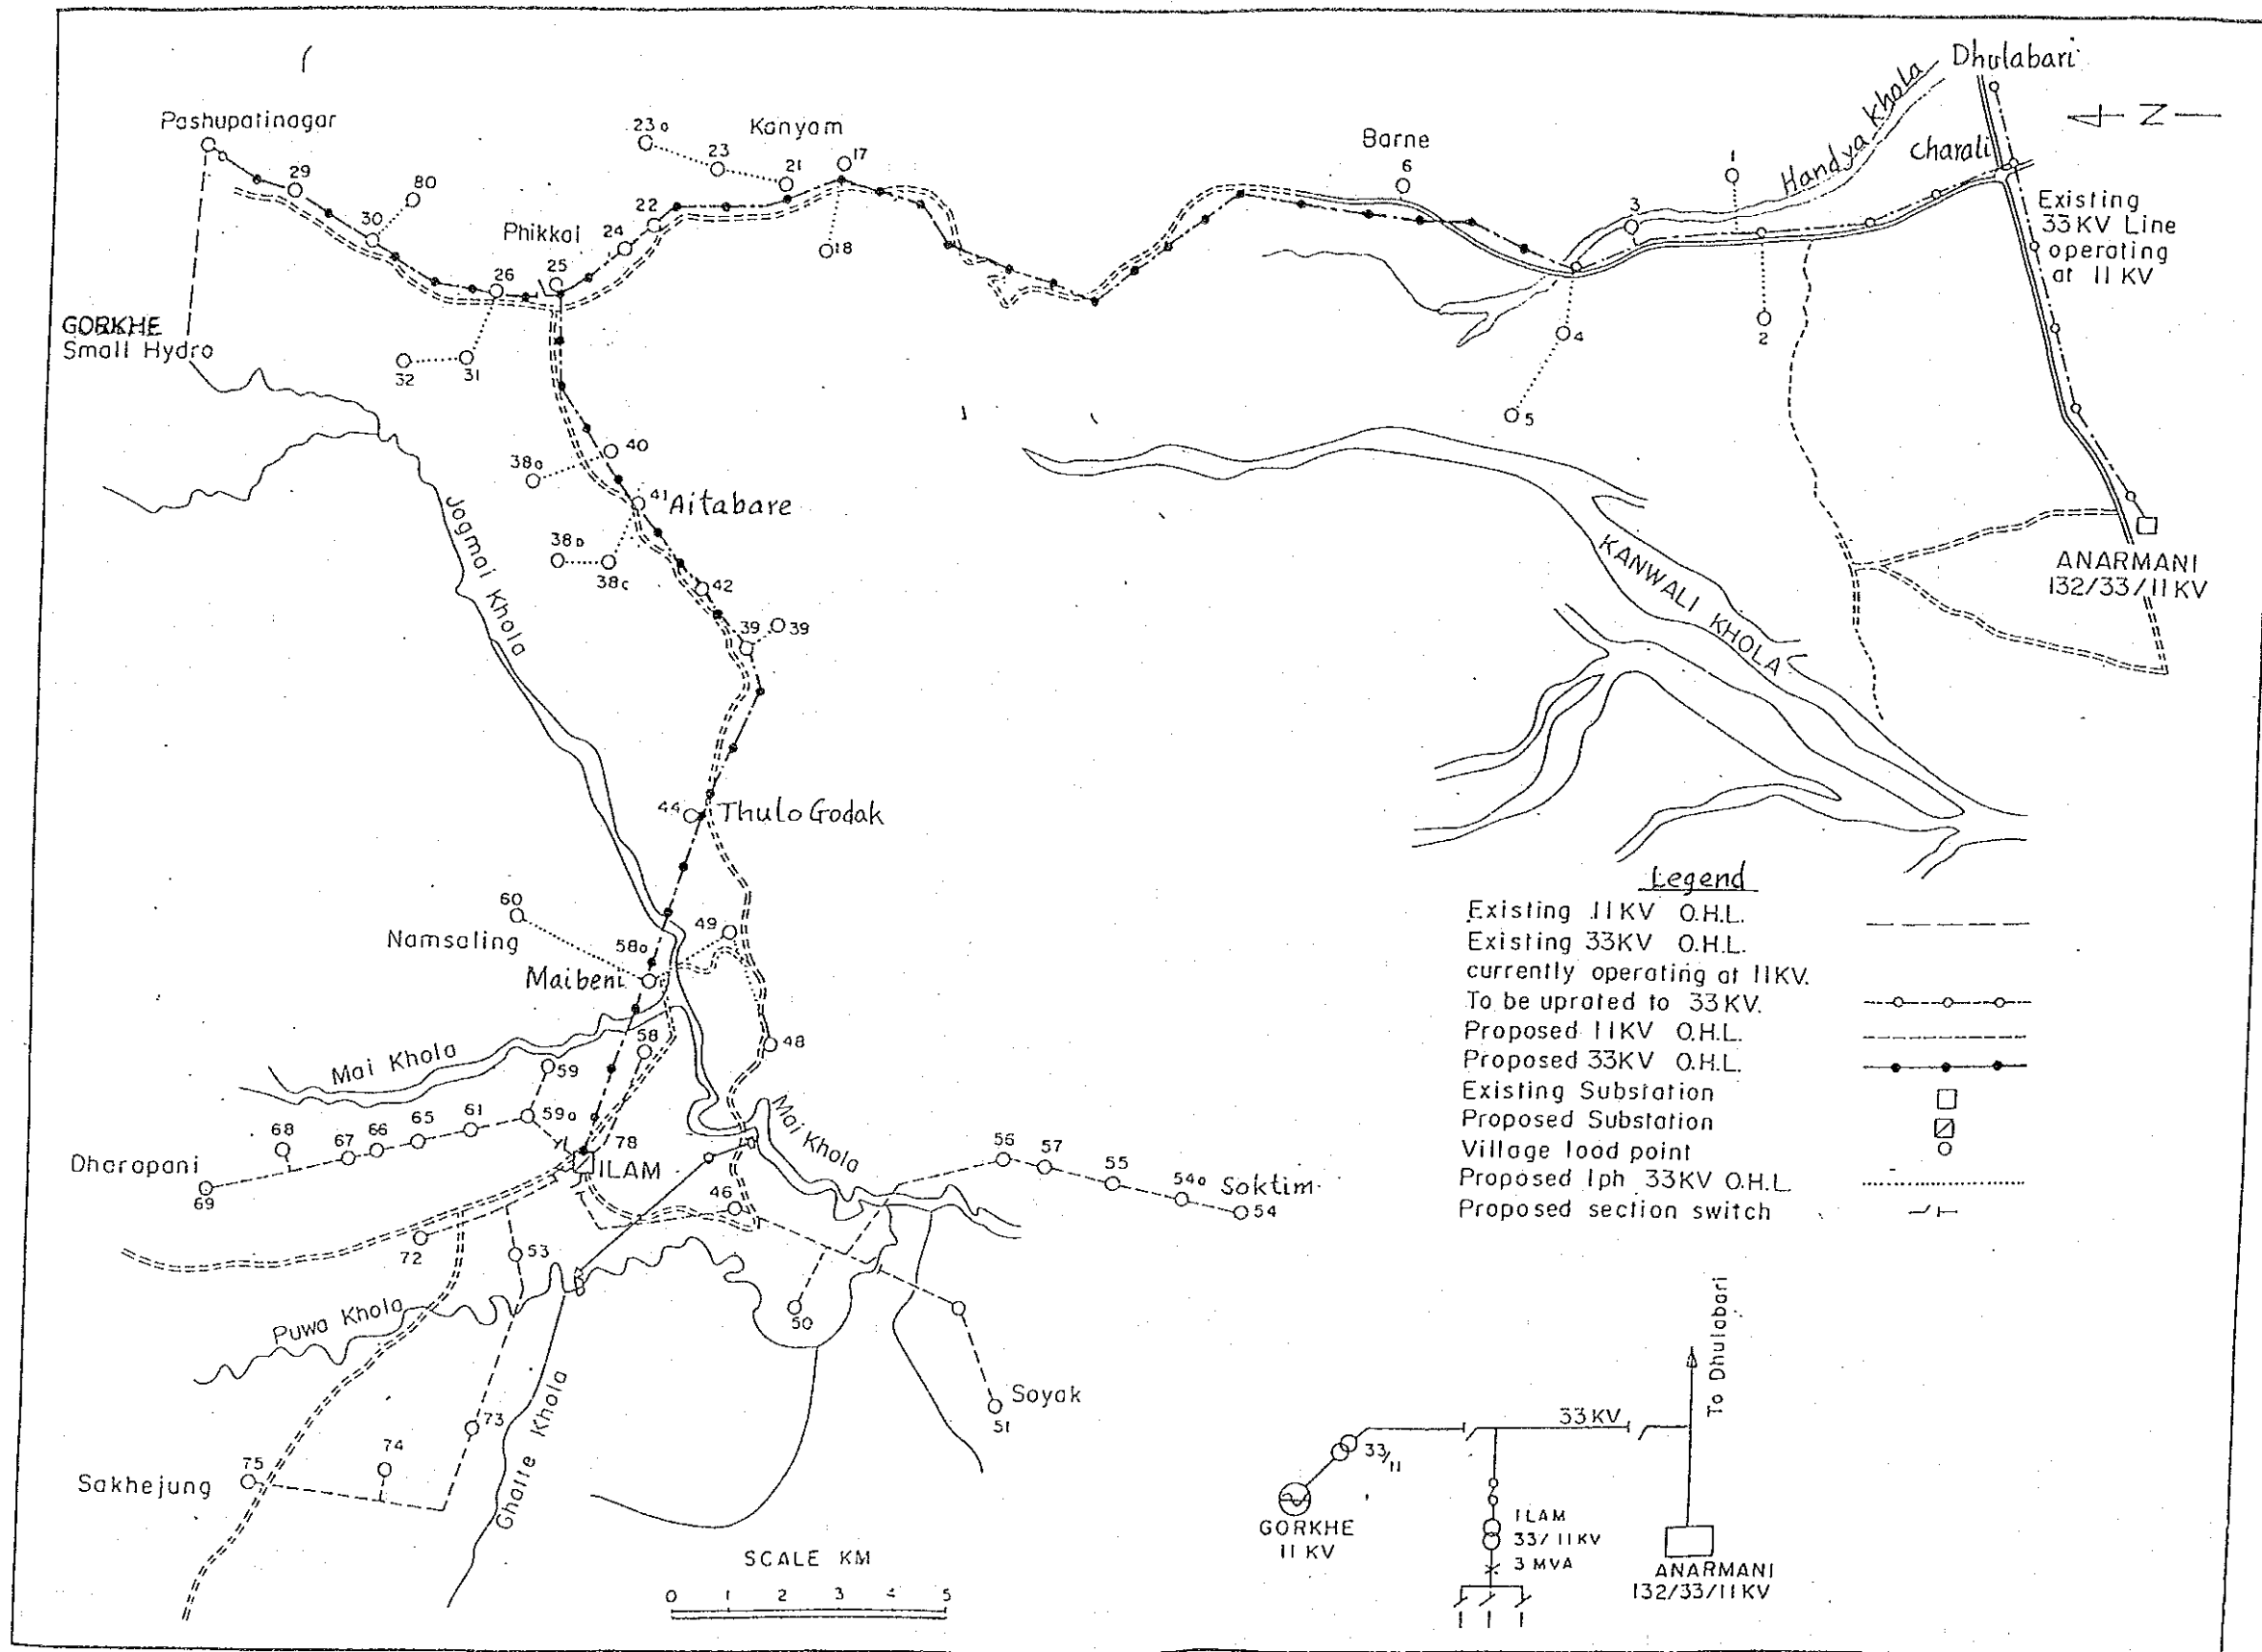 Dhulabari
Handya Khola
Charali
Z
Existing
33KV Line
operating
at 11 KV
Pashupatinagar
29
30
80
23a
23
21
Kanyam
17
18
22
24
Phikkal
25
26
31
32
Barne
6
3
1
2
4
5
GORKHE
Small Hydro
Jogmai Khola
40
38a
41
Aitabare
38D
38c
42
39
39
KANWALI KHOLA
ANARMANI
132/33/11KV
44
Thulo Godak
60
Namsaling
58a
Maibeni
49
48
58
Mai Khola
59
59a
61
65
66
67
68
Dharapani
69
78
ILAM
Mai Khola
46
56
57
55
54a
Soktim
54
72
53
Puwa Khola
50
Soyak
51
73
74
75
Sakhejung
Ghatte Khola
Legend
Existing 11KV O.H.L.
Existing 33KV O.H.L.
currently operating at 11KV.
To be uprated to 33KV.
Proposed 11KV O.H.L.
Proposed 33KV O.H.L.
Existing Substation
Proposed Substation
Village load point
Proposed 1ph 33KV O.H.L.
Proposed section switch
SCALE KM
0 1 2 3 4 5
33KV
To Dhulabari
33/11
GORKHE
11 KV
ILAM
33/11KV
3 MVA
ANARMANI
132/33/11KV